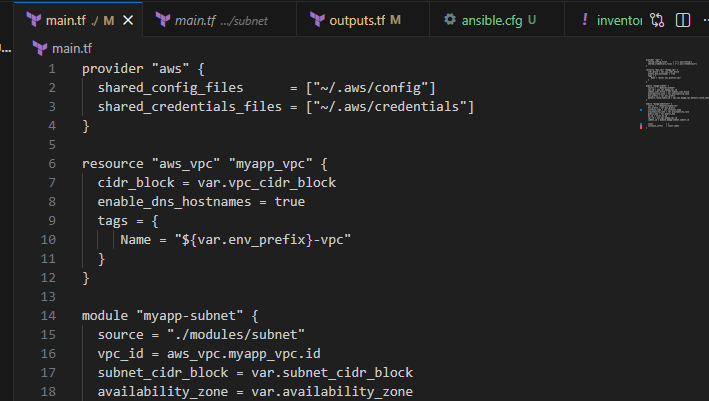 main.tf ./ M
main.tf .../subnet
outputs.tf M
ansible.cfg U
! inventor
main.tf
1 provider "aws" {
2 shared_config_files = ["~/.aws/config"]
3 shared_credentials_files = ["~/.aws/credentials"]
4 }
5
6 resource "aws_vpc" "myapp_vpc" {
7 cidr_block = var.vpc_cidr_block
8 enable_dns_hostnames = true
9 tags = {
10 Name = "${var.env_prefix}-vpc"
11 }
12 }
13
14 module "myapp-subnet" {
15 source = "./modules/subnet"
16 vpc_id = aws_vpc.myapp_vpc.id
17 subnet_cidr_block = var.subnet_cidr_block
18 availability_zone = var.availability_zone